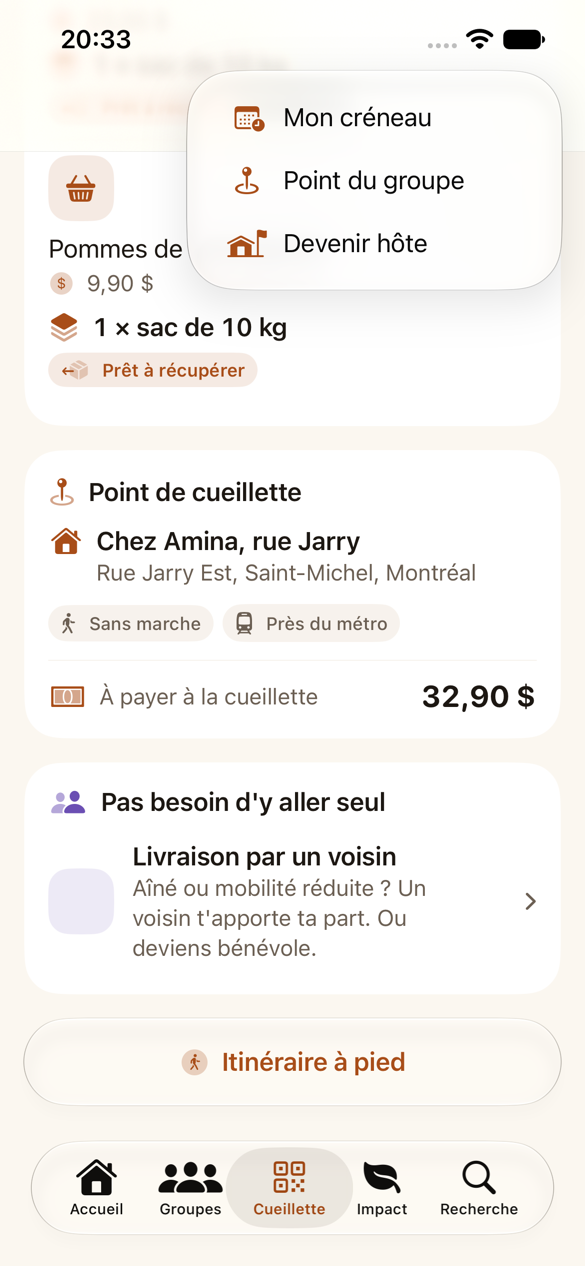 20:33
Mon créneau
Point du groupe
Devenir hôte
Pommes de
$ 9,90 $
1 × sac de 10 kg
Prêt à récupérer
Point de cueillette
Chez Amina, rue Jarry
Rue Jarry Est, Saint-Michel, Montréal
Sans marche
Près du métro
À payer à la cueillette
32,90 $
Pas besoin d'y aller seul
Livraison par un voisin
Aîné ou mobilité réduite ? Un
voisin t'apporte ta part. Ou
deviens bénévole.
Itinéraire à pied
Accueil
Groupes
Cueillette
Impact
Recherche